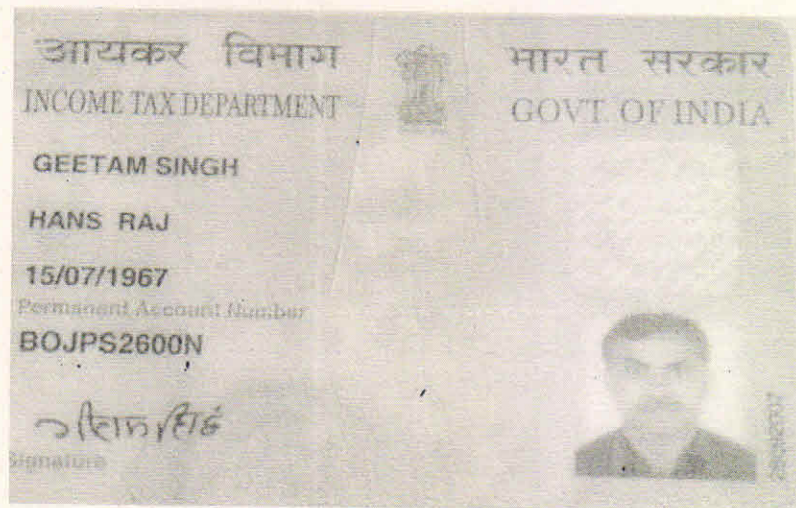 आयकर विभाग
INCOME TAX DEPARTMENT
भारत सरकार
GOVT. OF INDIA
GEETAM SINGH
HANS RAJ
15/07/1967
Permanent Account Number
BOJPS2600N
Signature